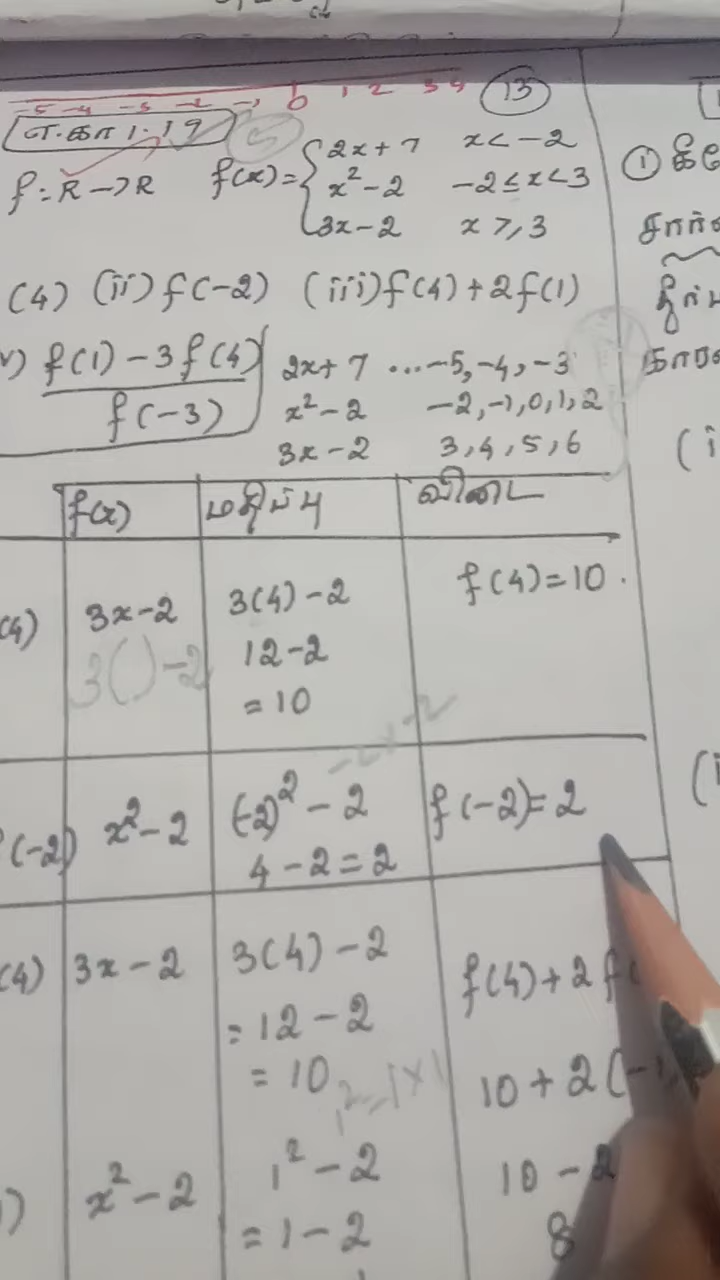 -5 -4 -3 -2 -1 0 1 2 3 4
13
எ.கா 1.19
f: R → R f(x) = { 2x + 7 x < -2
x² - 2 -2 ≤ x < 3
3x - 2 x ≥ 3
(4) (ii) f(-2) (iii) f(4) + 2f(1)
v) f(1) - 3f(4) / f(-3)
2x + 7 ... -5, -4, -3
x² - 2 -2, -1, 0, 1, 2
3x - 2 3, 4, 5, 6
f(x) மதிப்பு விடை
(4) 3x - 2 3(4) - 2 f(4) = 10.
3( ) - 2 12 - 2
= 10
(-2) x² - 2 (-2)² - 2 f(-2) = 2
4 - 2 = 2
(4) 3x - 2 3(4) - 2 f(4) + 2f(
= 12 - 2
= 10 10 + 2(-1
) x² - 2 1² - 2 10 - 2
= 1 - 2 8
①
(i
(i